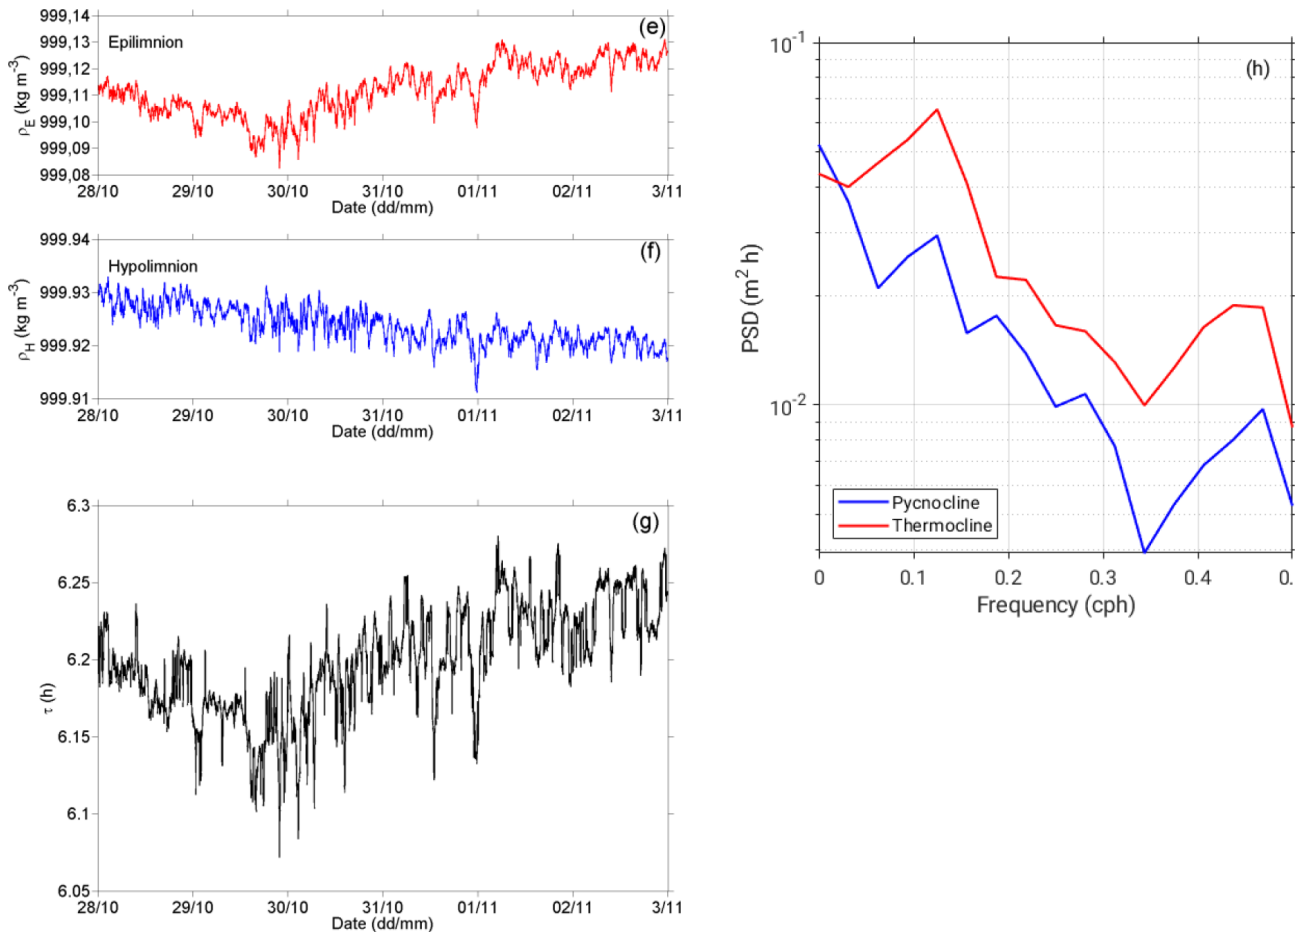 999,14
999,13
999,12
999,11
999,10
999,09
999,08
ρE (kg m-3)
Epilimnion
(e)
28/10 29/10 30/10 31/10 01/11 02/11 3/11
Date (dd/mm)
999.94
999.93
999.92
999.91
ρH (kg m-3)
Hypolimnion
(f)
28/10 29/10 30/10 31/10 01/11 02/11 3/11
Date (dd/mm)
6.3
6.25
6.2
6.15
6.1
6.05
τ (h)
(g)
28/10 29/10 30/10 31/10 01/11 02/11 3/11
Date (dd/mm)
10-1
10-2
PSD (m2 h)
(h)
Pycnocline
Thermocline
0 0.1 0.2 0.3 0.4 0.
Frequency (cph)